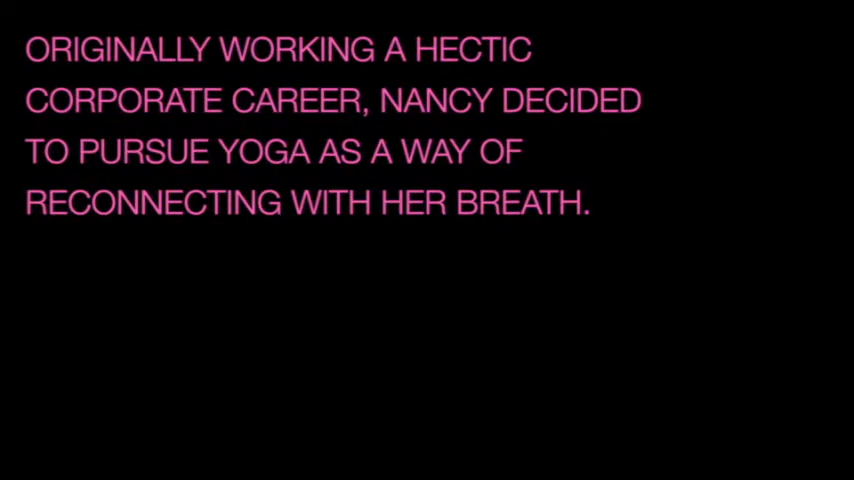 ORIGINALLY WORKING A HECTIC
CORPORATE CAREER, NANCY DECIDED
TO PURSUE YOGA AS A WAY OF
RECONNECTING WITH HER BREATH.